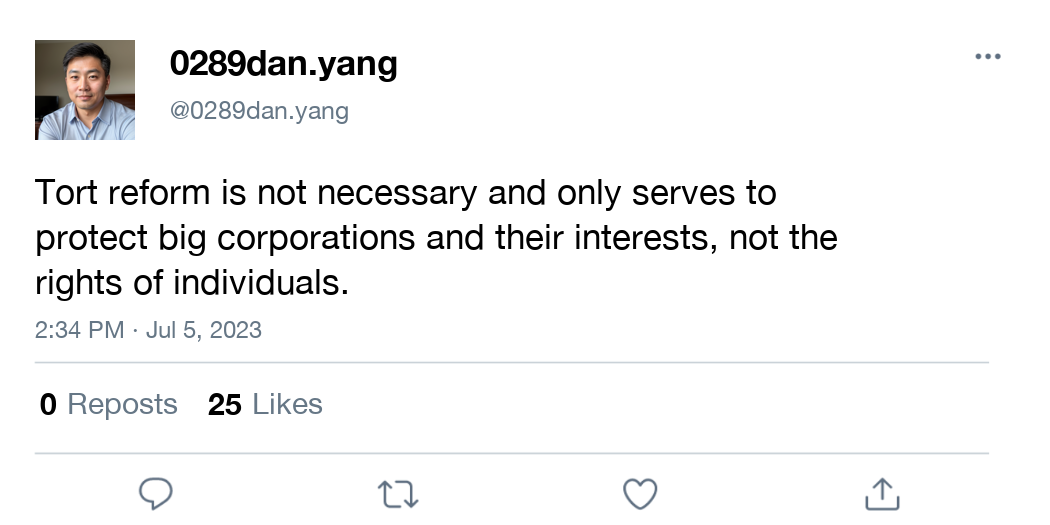 0289dan.yang
@0289dan.yang
Tort reform is not necessary and only serves to
protect big corporations and their interests, not the
rights of individuals.
2:34 PM · Jul 5, 2023
0 Reposts 25 Likes